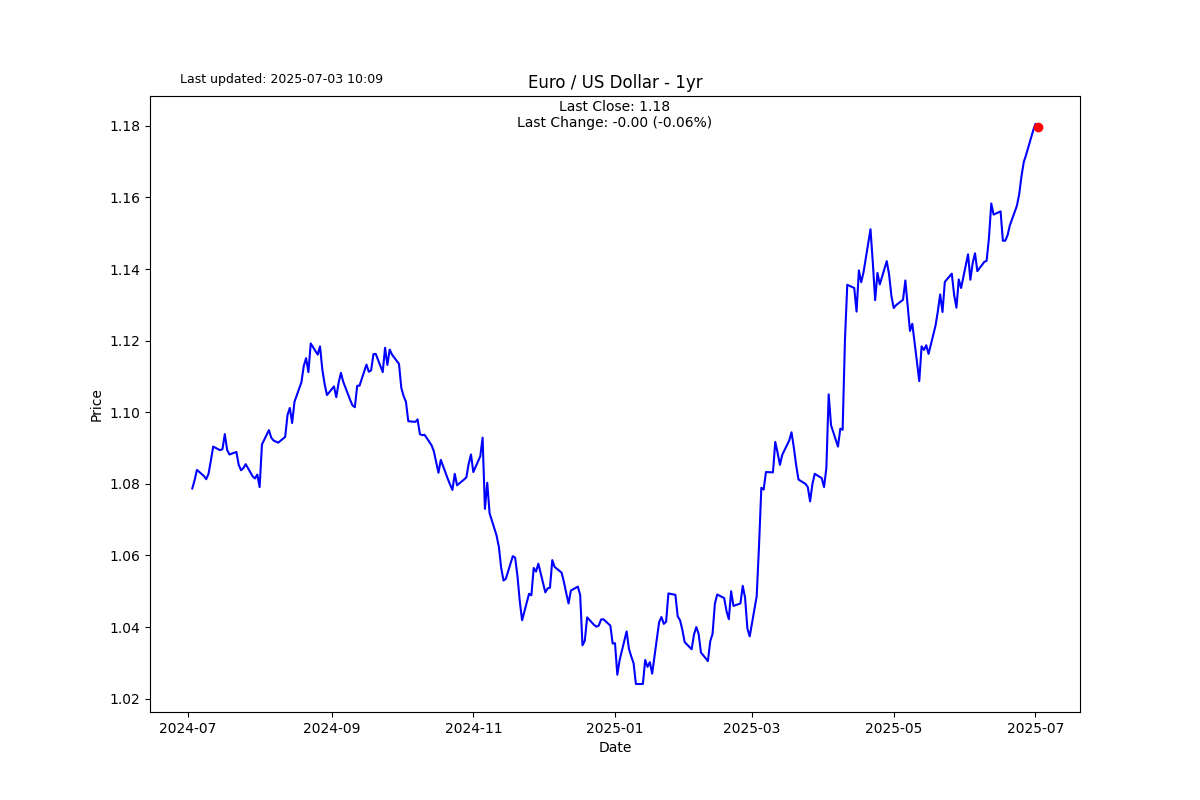 Last updated: 2025-07-03 10:09
Euro / US Dollar - 1yr
Last Close: 1.18
Last Change: -0.00 (-0.06%)
1.18
1.16
1.14
1.12
1.10
1.08
1.06
1.04
1.02
Price
2024-07
2024-09
2024-11
2025-01
2025-03
2025-05
2025-07
Date